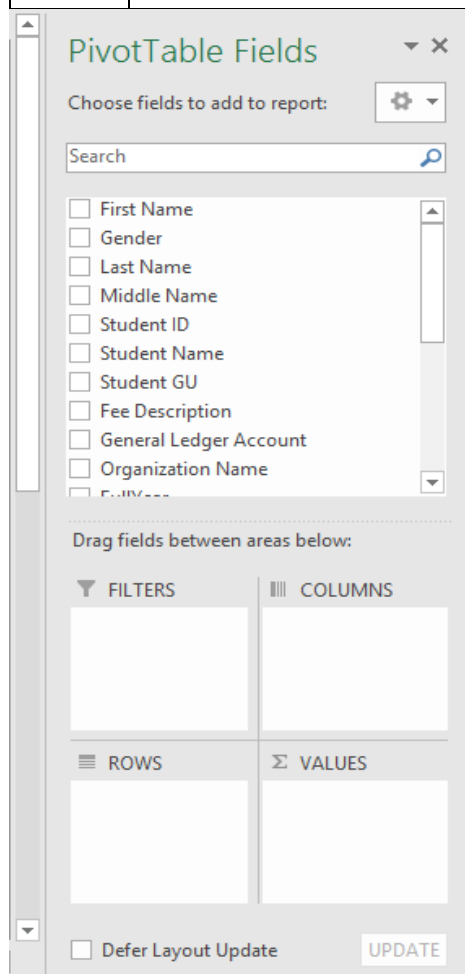 PivotTable Fields
Choose fields to add to report:
Search
First Name
Gender
Last Name
Middle Name
Student ID
Student Name
Student GU
Fee Description
General Ledger Account
Organization Name
Drag fields between areas below:
FILTERS
COLUMNS
ROWS
Σ VALUES
Defer Layout Update
UPDATE